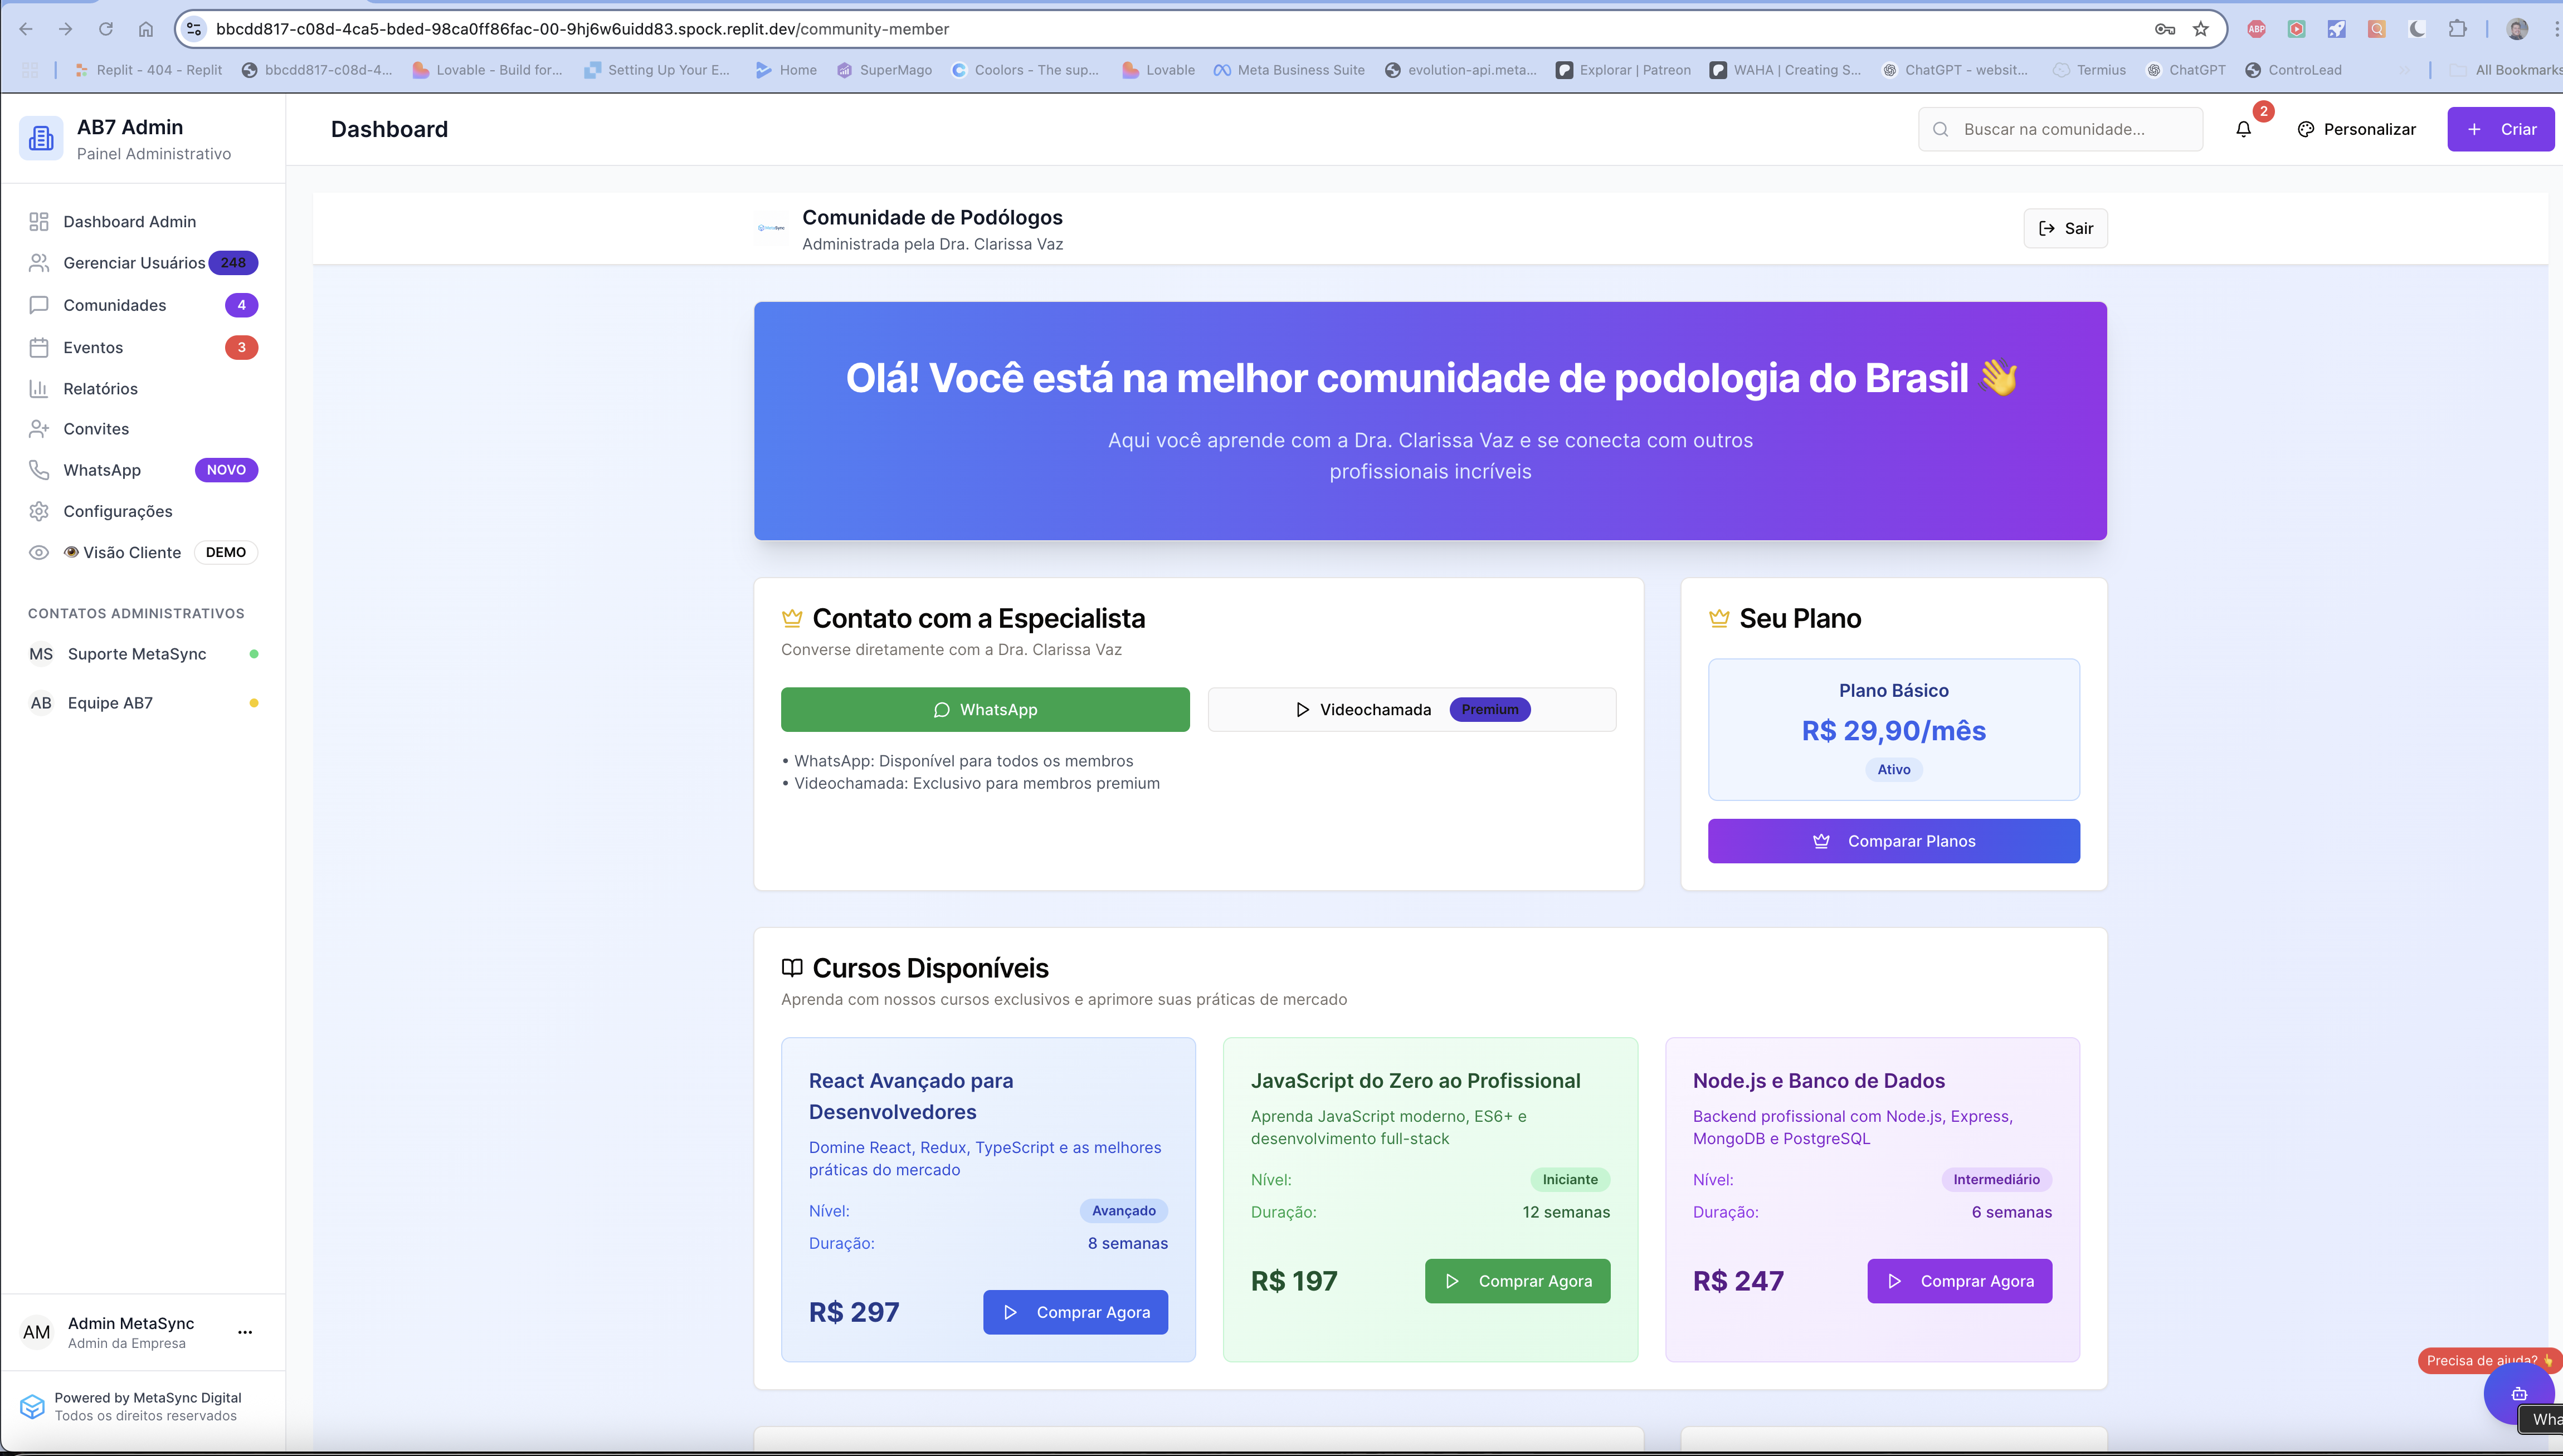 bbcdd817-c08d-4ca5-bded-98ca0ff86fac-00-9hj6w6uidd83.spock.replit.dev/community-member
ABP
Replit - 404 - Replit
bbcdd817-c08d-4...
Lovable - Build for...
Setting Up Your E...
Home
SuperMago
Coolors - The sup...
Lovable
Meta Business Suite
evolution-api.meta...
Explorar | Patreon
WAHA | Creating S...
ChatGPT - websit...
Termius
ChatGPT
ControLead
All Bookmarks
AB7 Admin
Painel Administrativo
Dashboard
Buscar na comunidade...
2
Personalizar
Criar
Dashboard Admin
Gerenciar Usuários 248
Comunidades 4
Eventos 3
Relatórios
Convites
WhatsApp NOVO
Configurações
👁️ Visão Cliente DEMO
CONTATOS ADMINISTRATIVOS
MS Suporte MetaSync
AB Equipe AB7
AM
Admin MetaSync
Admin da Empresa
...
Powered by MetaSync Digital
Todos os direitos reservados
Comunidade de Podólogos
Administrada pela Dra. Clarissa Vaz
Sair
Olá! Você está na melhor comunidade de podologia do Brasil 👋
Aqui você aprende com a Dra. Clarissa Vaz e se conecta com outros
profissionais incríveis
Contato com a Especialista
Converse diretamente com a Dra. Clarissa Vaz
WhatsApp
Videochamada Premium
• WhatsApp: Disponível para todos os membros
• Videochamada: Exclusivo para membros premium
Seu Plano
Plano Básico
R$ 29,90/mês
Ativo
Comparar Planos
Cursos Disponíveis
Aprenda com nossos cursos exclusivos e aprimore suas práticas de mercado
React Avançado para
Desenvolvedores
Domine React, Redux, TypeScript e as melhores
práticas do mercado
Nível: Avançado
Duração: 8 semanas
R$ 297
Comprar Agora
JavaScript do Zero ao Profissional
Aprenda JavaScript moderno, ES6+ e
desenvolvimento full-stack
Nível: Iniciante
Duração: 12 semanas
R$ 197
Comprar Agora
Node.js e Banco de Dados
Backend profissional com Node.js, Express,
MongoDB e PostgreSQL
Nível: Intermediário
Duração: 6 semanas
R$ 247
Comprar Agora
Precisa de ajuda? 👆
Wha